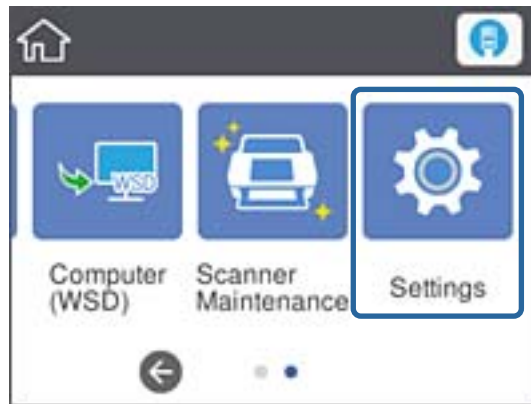 WSD
Computer
(WSD)
Scanner
Maintenance
Settings